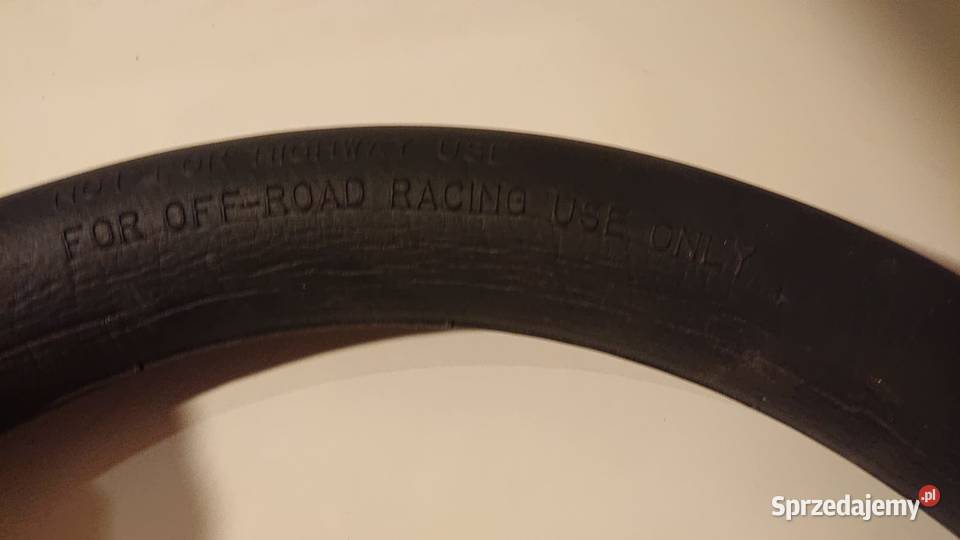 NOT FOR HIGHWAY USE
FOR OFF-ROAD RACING USE ONLY
Sprzedajemy.pl